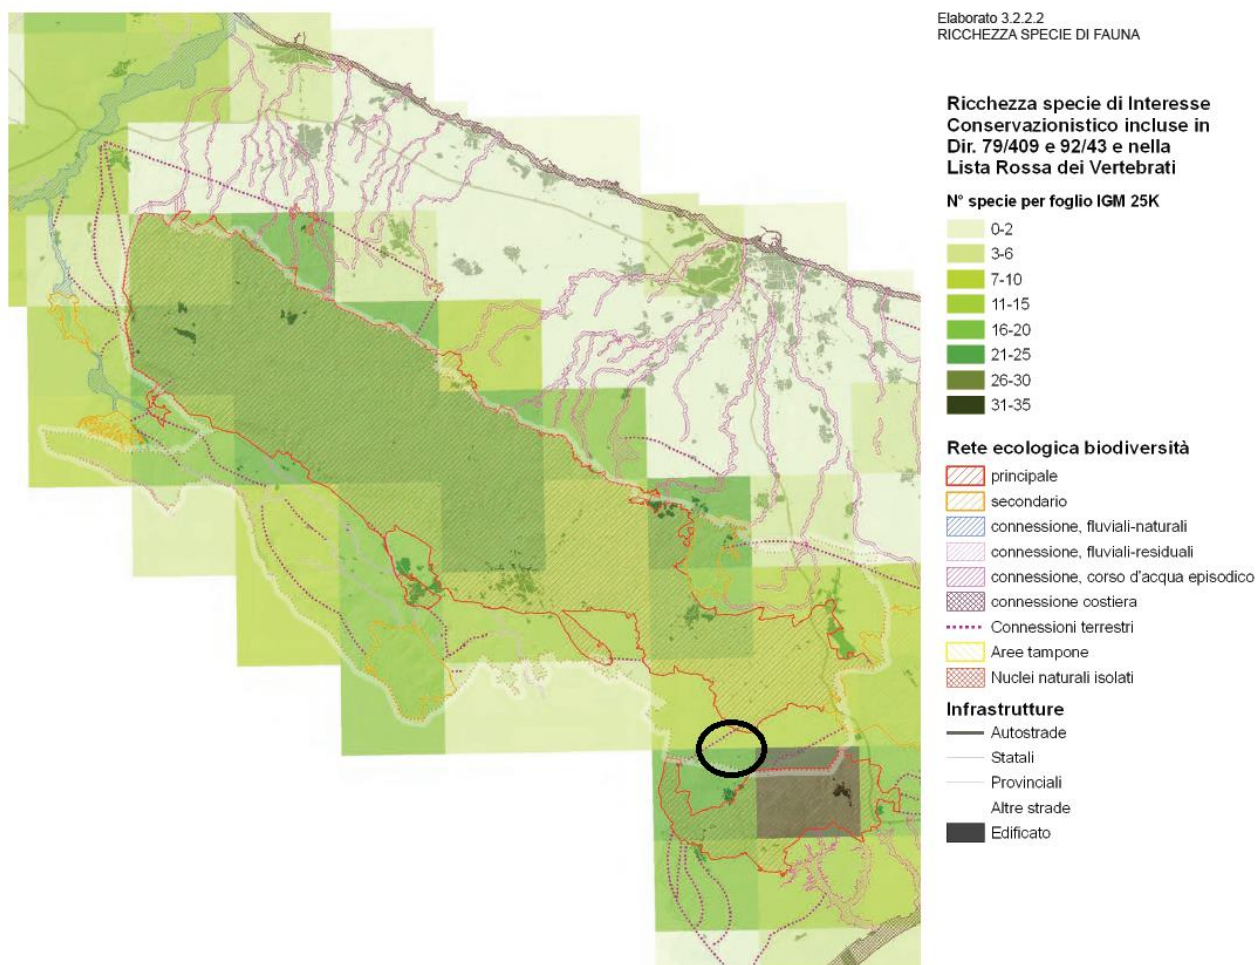 Elaborato 3.2.2.2
RICCHEZZA SPECIE DI FAUNA
Ricchezza specie di Interesse
Conservazionistico incluse in
Dir. 79/409 e 92/43 e nella
Lista Rossa dei Vertebrati
N° specie per foglio IGM 25K
0-2
3-6
7-10
11-15
16-20
21-25
26-30
31-35
Rete ecologica biodiversità
principale
secondario
connessione, fluviali-naturali
connessione, fluviali-residuali
connessione, corso d'acqua episodico
connessione costiera
Connessioni terrestri
Aree tampone
Nuclei naturali isolati
Infrastrutture
Autostrade
Statali
Provinciali
Altre strade
Edificato